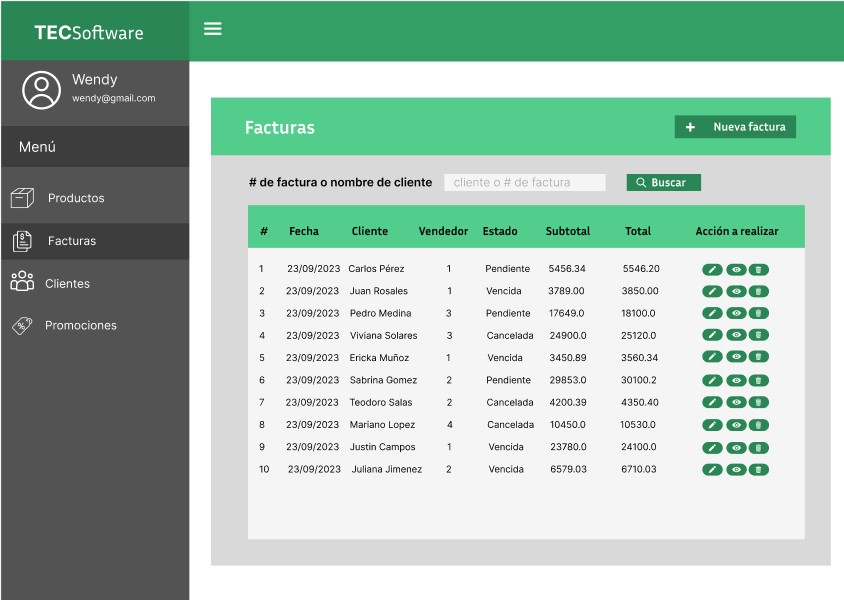 TECSoftware
Wendy
wendy@gmail.com
Menú
Productos
Facturas
Clientes
Promociones
Facturas
+ Nueva factura
# de factura o nombre de cliente cliente o # de factura Buscar
# Fecha Cliente Vendedor Estado Subtotal Total Acción a realizar
1 23/09/2023 Carlos Pérez 1 Pendiente 5456.34 5546.20
2 23/09/2023 Juan Rosales 1 Vencida 3789.00 3850.00
3 23/09/2023 Pedro Medina 3 Pendiente 17649.0 18100.0
4 23/09/2023 Viviana Solares 3 Cancelada 24900.0 25120.0
5 23/09/2023 Ericka Muñoz 1 Vencida 3450.89 3560.34
6 23/09/2023 Sabrina Gomez 2 Pendiente 29853.0 30100.2
7 23/09/2023 Teodoro Salas 2 Cancelada 4200.39 4350.40
8 23/09/2023 Mariano Lopez 4 Cancelada 10450.0 10530.0
9 23/09/2023 Justin Campos 1 Vencida 23780.0 24100.0
10 23/09/2023 Juliana Jimenez 2 Vencida 6579.03 6710.03